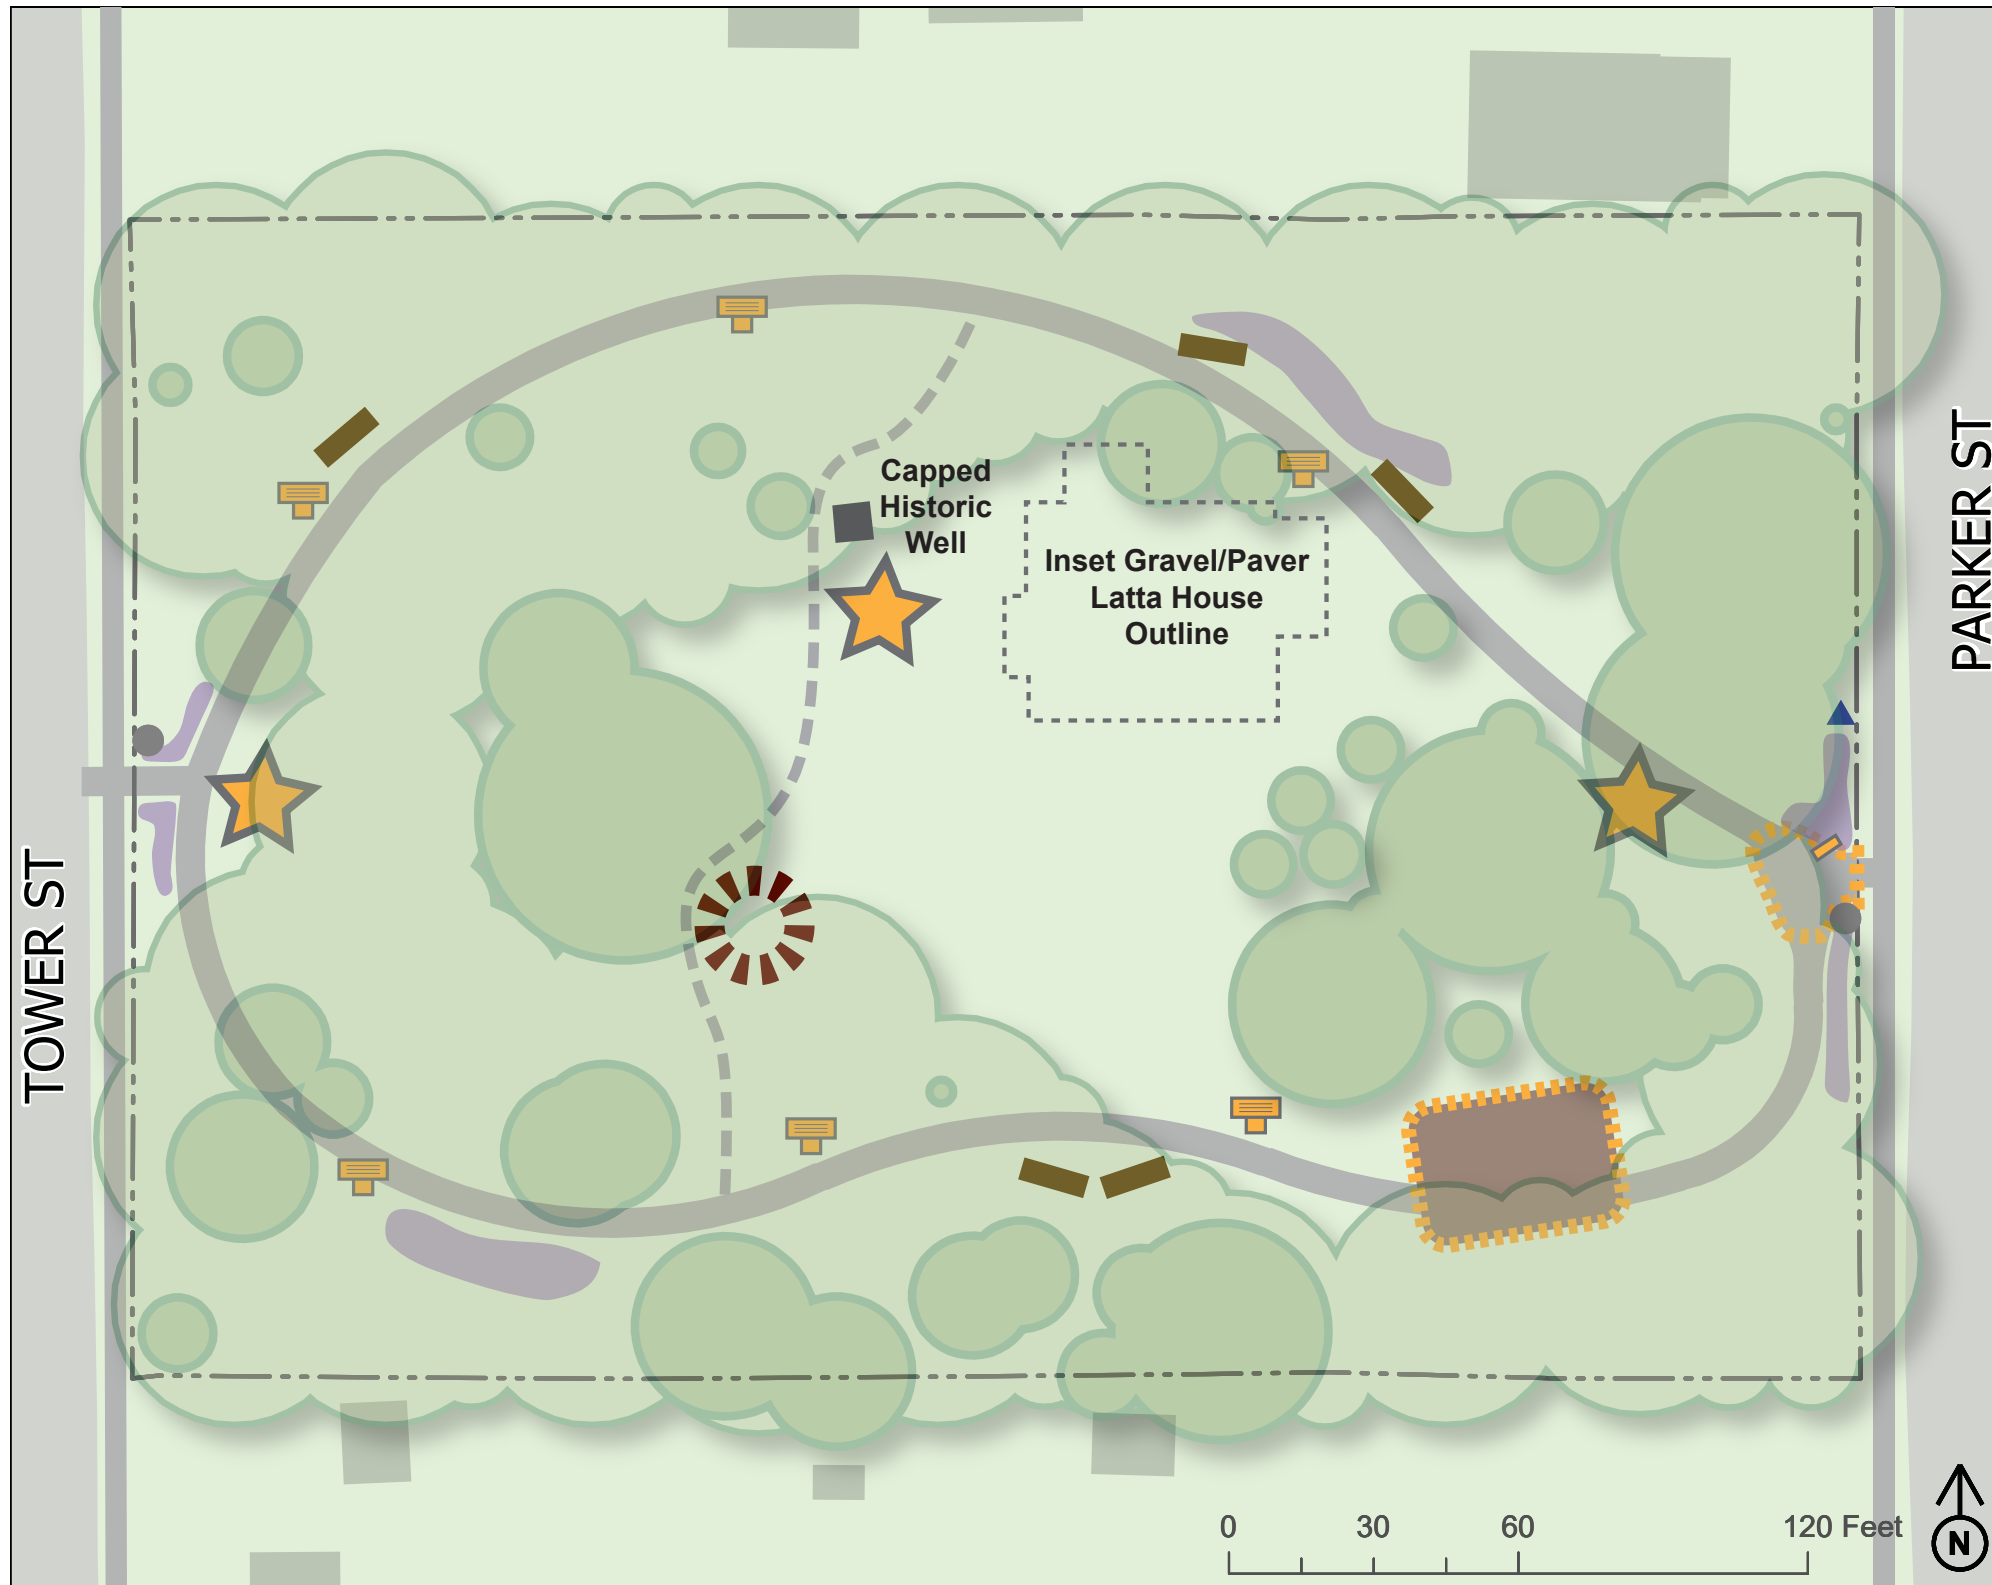 Capped
Historic
Well
Inset Gravel/Paver
Latta House
Outline
PARKER ST
TOWER ST
0 30 60 120 Feet
N